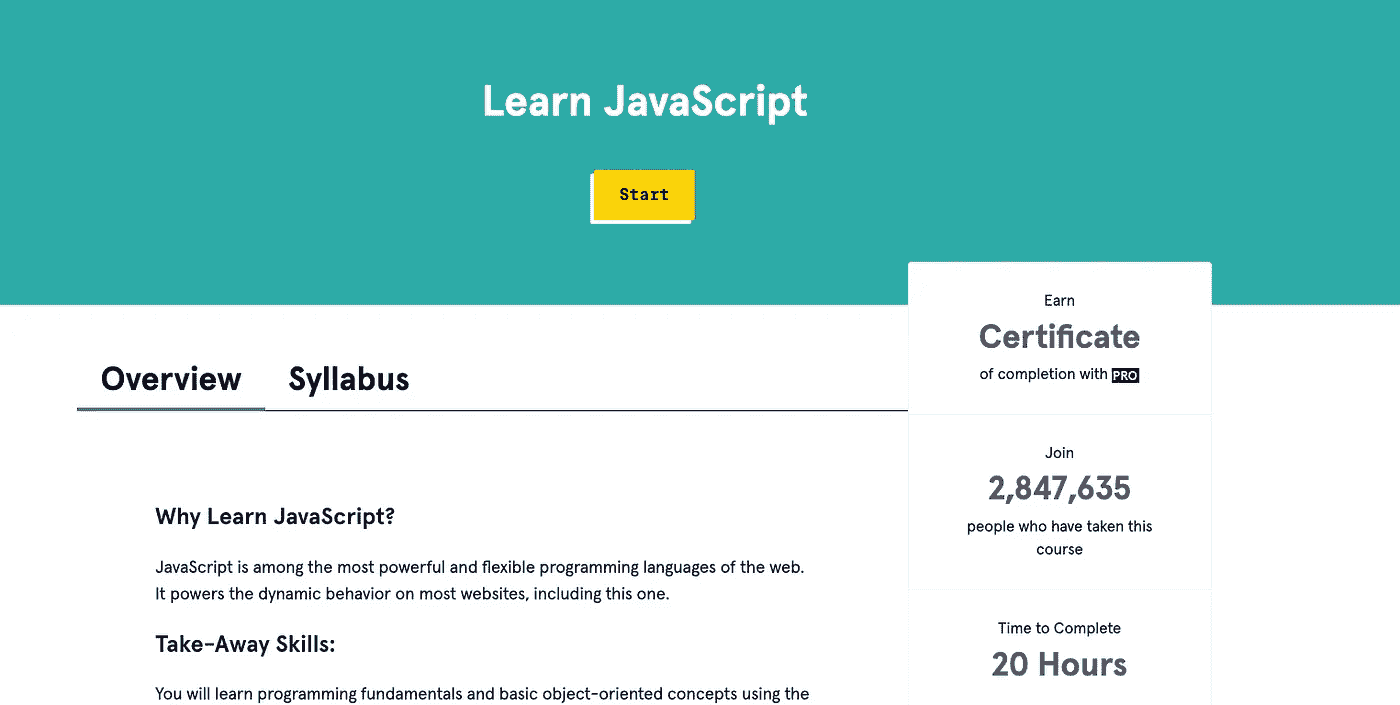 Learn JavaScript
Start
Earn
Certificate
of completion with PRO
Overview
Syllabus
Join
2,847,635
people who have taken this
course
Why Learn JavaScript?
JavaScript is among the most powerful and flexible programming languages of the web.
It powers the dynamic behavior on most websites, including this one.
Time to Complete
20 Hours
Take-Away Skills:
You will learn programming fundamentals and basic object-oriented concepts using the